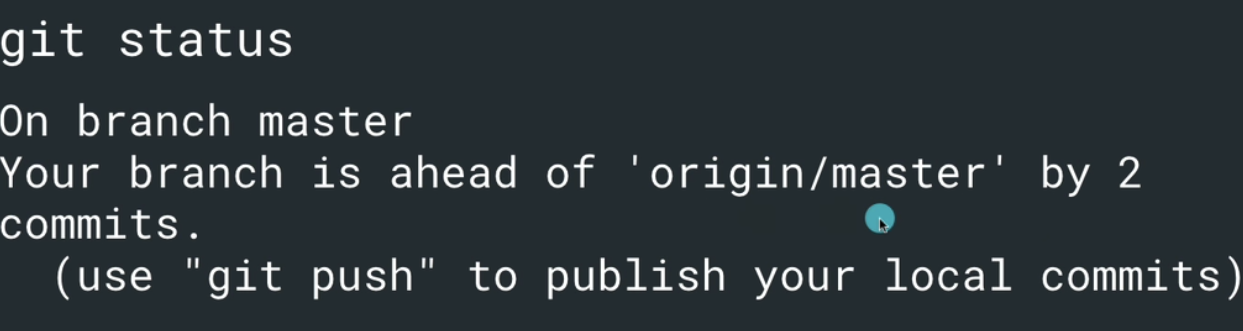 git status
On branch master
Your branch is ahead of 'origin/master' by 2
commits.
(use "git push" to publish your local commits)